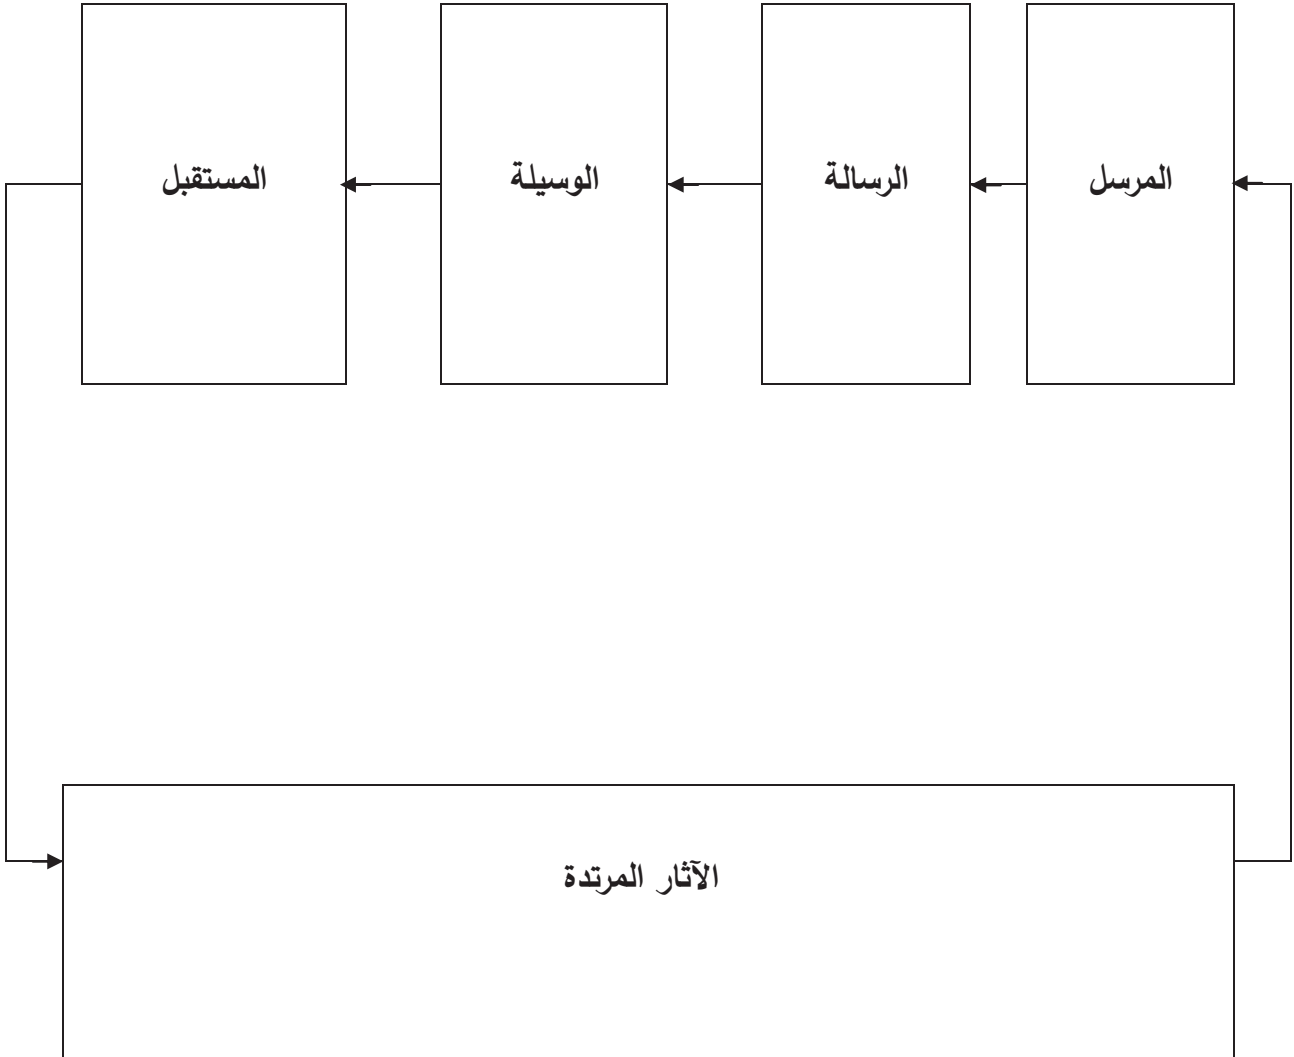 المرسل
الرسالة
الوسيلة
المستقبل
الآثار المرتدة